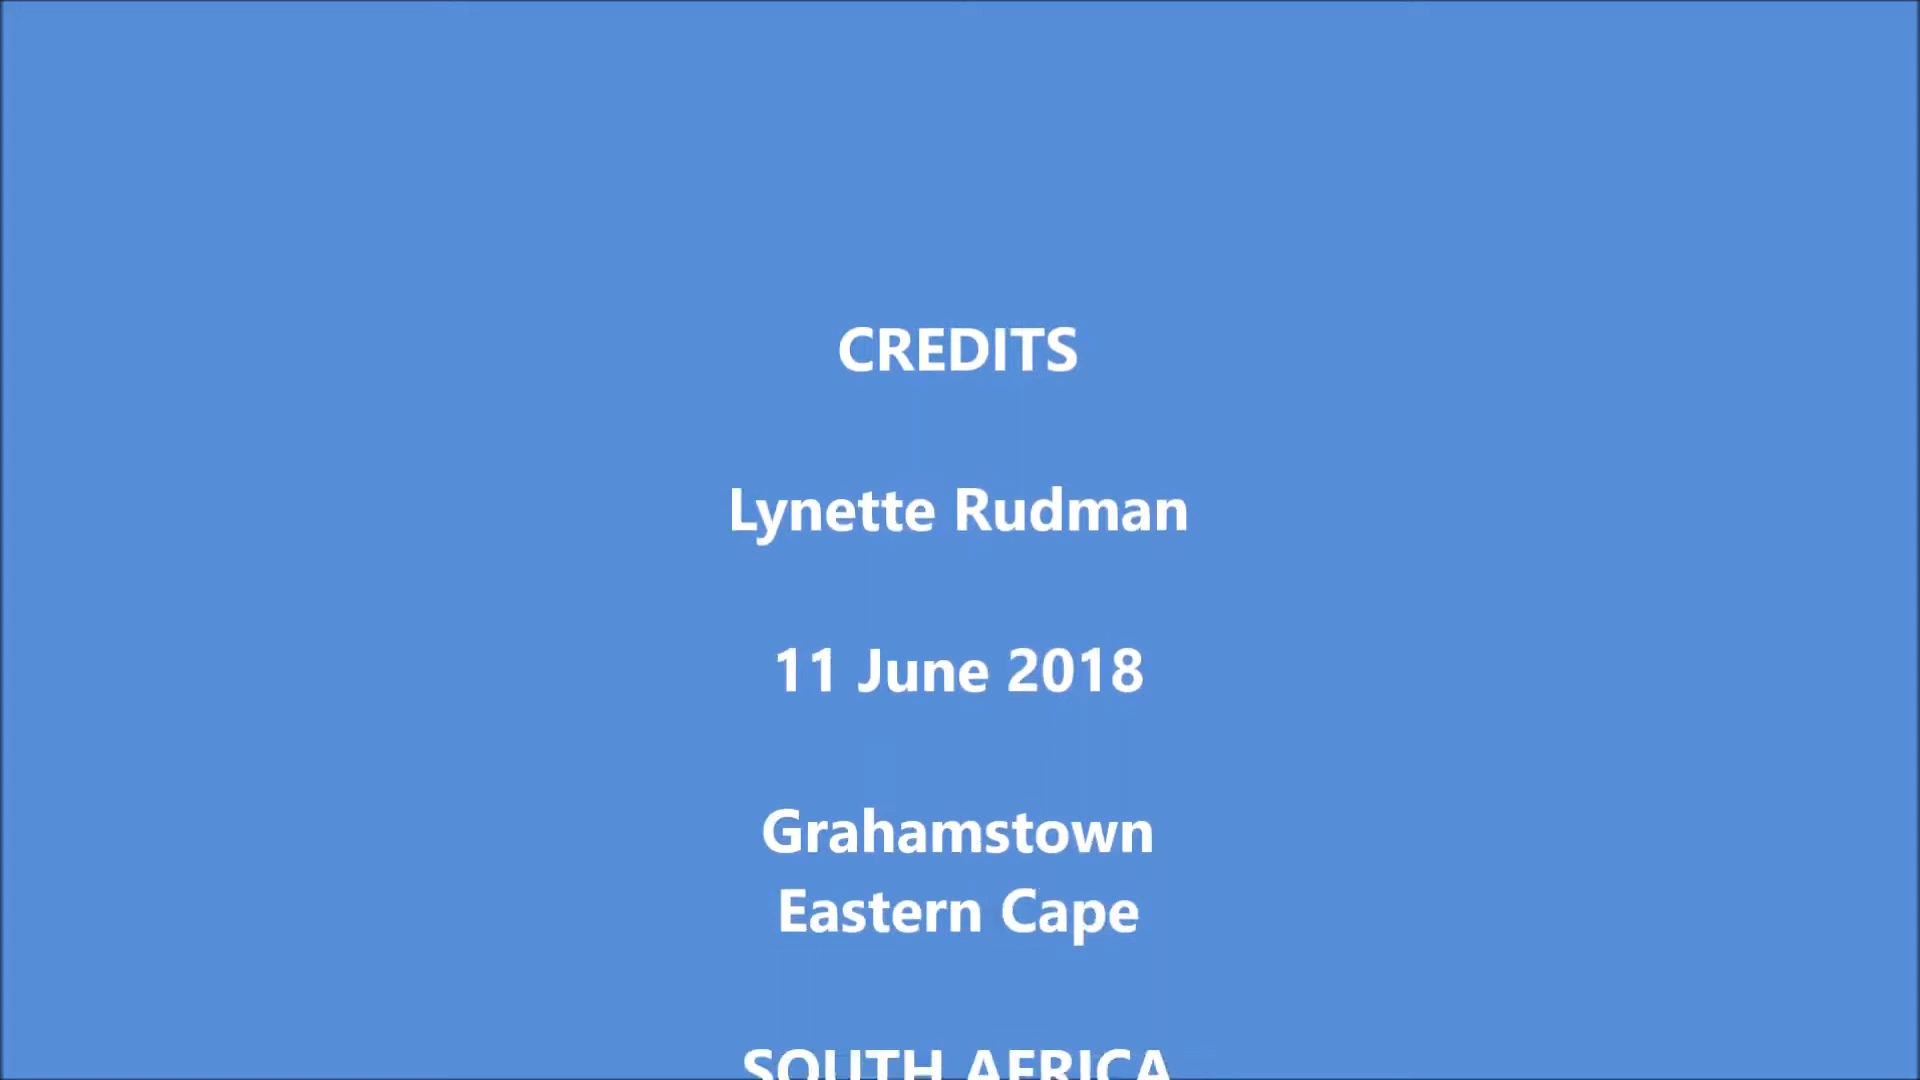 CREDITS
Lynette Rudman
11 June 2018
Grahamstown
Eastern Cape
SOUTH AFRICA